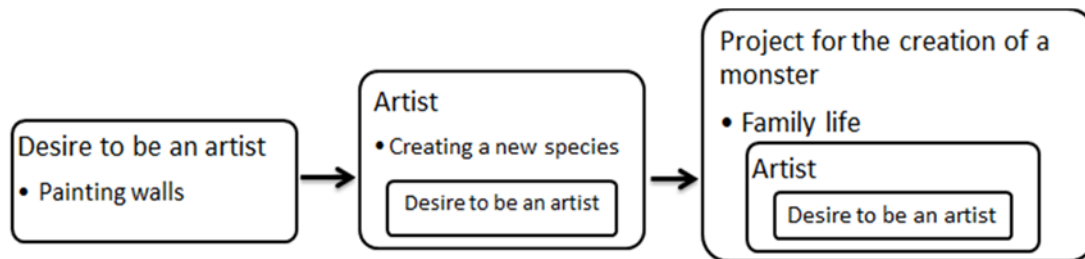 Desire to be an artist
• Painting walls
Artist
• Creating a new species
Desire to be an artist
Project for the creation of a
monster
• Family life
Artist
Desire to be an artist